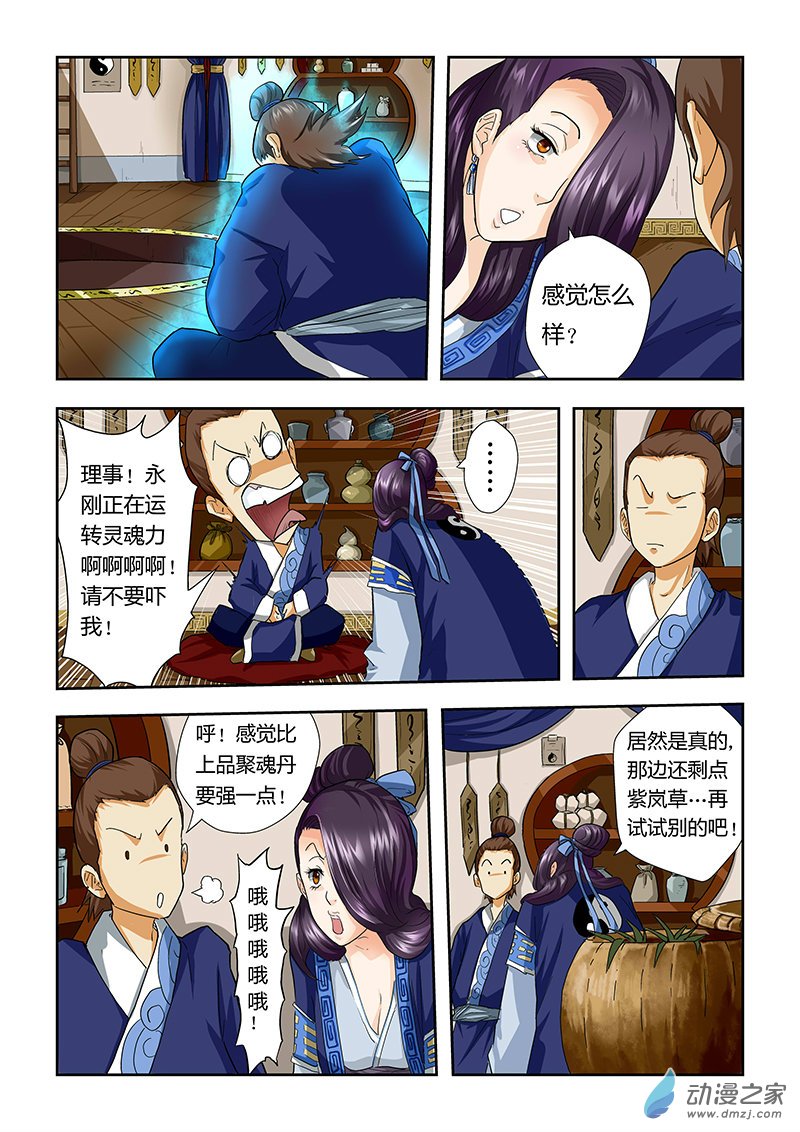 感觉怎么
样？
理事！永
刚正在运
转灵魂力
啊啊啊啊！
请不要吓
我！
……
呼！感觉比
上品聚魂丹
要强一点！
哦
哦
哦
哦
哦
！
居然是真的，
那边还剩点
紫岚草…再
试试别的吧！
动漫之家
www.dmzj.com